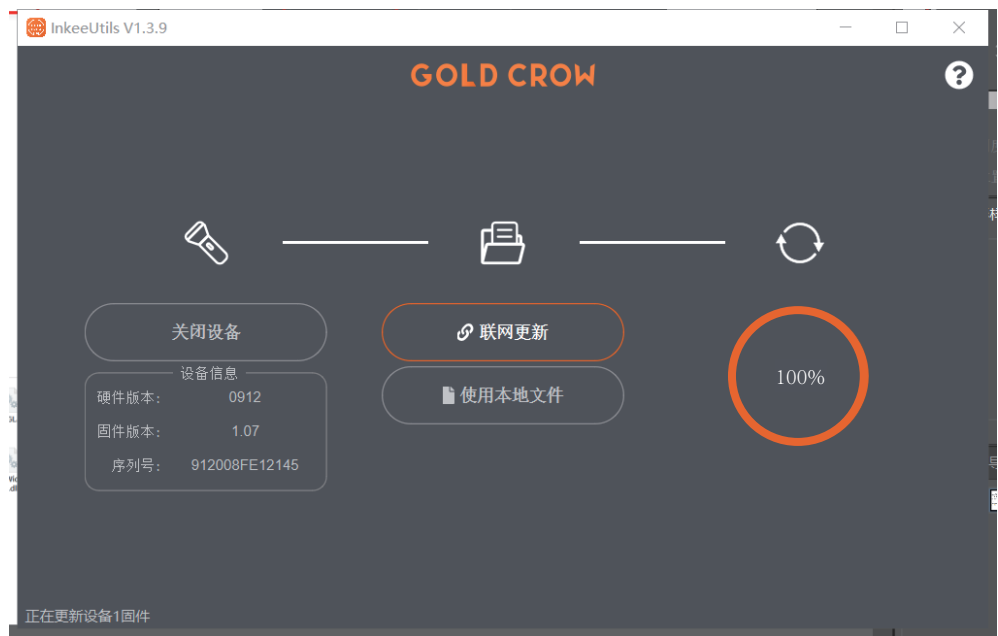 InkeeUtils V1.3.9
GOLD CROW
?
关闭设备
联网更新
使用本地文件
设备信息
硬件版本: 0912
固件版本: 1.07
序列号: 912008FE12145
100%
正在更新设备1固件